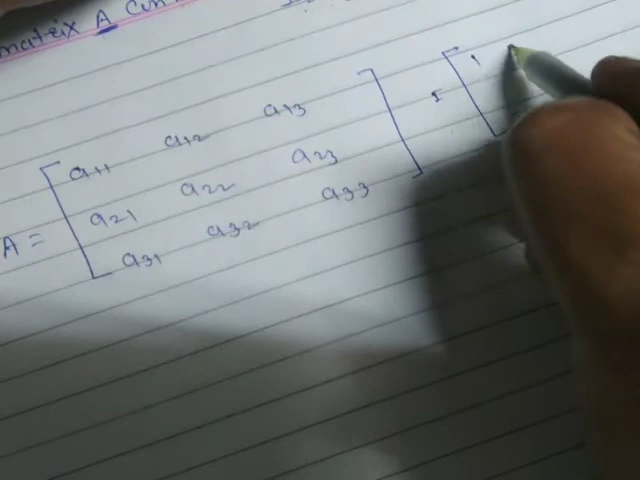 matrix A
A = [ a11 a12 a13 ] = [ 1
a21 a22 a23
a31 a32 a33